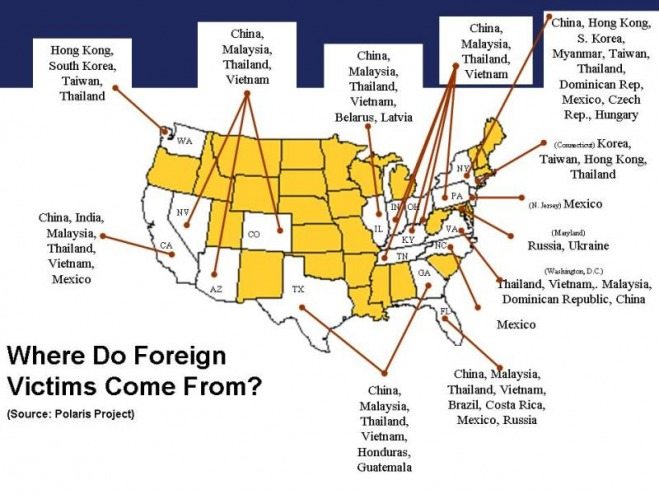 Hong Kong,
South Korea,
Taiwan,
Thailand
China,
Malaysia,
Thailand,
Vietnam
China,
Malaysia,
Thailand,
Vietnam,
Belarus, Latvia
China,
Malaysia,
Thailand,
Vietnam
China, Hong Kong,
S. Korea,
Myanmar, Taiwan,
Thailand,
Dominican Rep,
Mexico, Czech
Rep., Hungary
(Connecticut) Korea,
Taiwan, Hong Kong,
Thailand
(N. Jersey) Mexico
(Maryland)
Russia, Ukraine
(Washington, D.C.)
Thailand, Vietnam,. Malaysia,
Dominican Republic, China
Mexico
China, India,
Malaysia,
Thailand,
Vietnam,
Mexico
WA
NV
CA
AZ
CO
TX
IL
IN
OH
KY
TN
NY
PA
VA
NC
GA
FL
China,
Malaysia,
Thailand,
Vietnam,
Honduras,
Guatemala
China, Malaysia,
Thailand, Vietnam,
Brazil, Costa Rica,
Mexico, Russia
Where Do Foreign
Victims Come From?
(Source: Polaris Project)